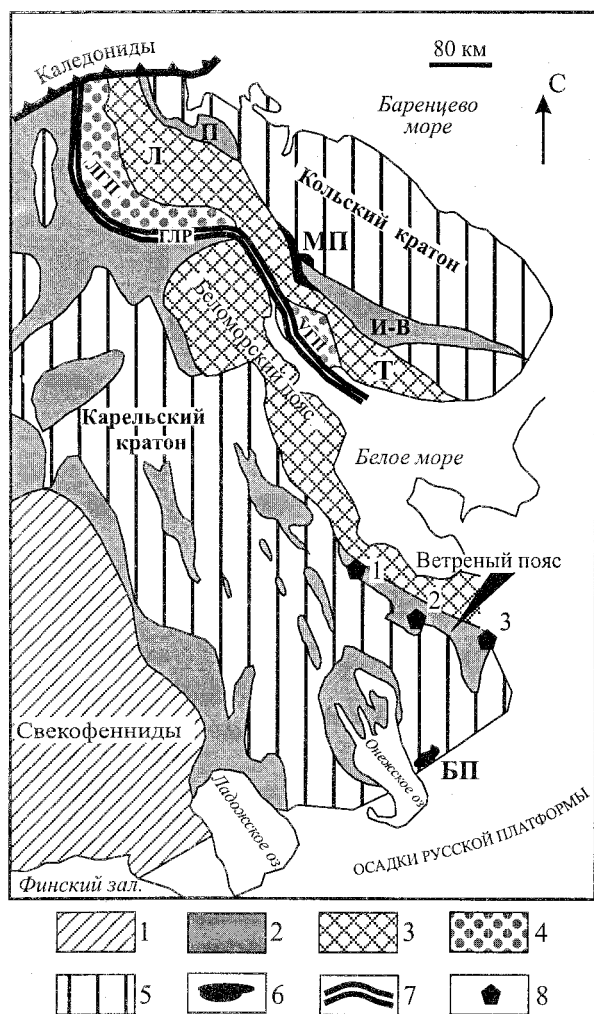 Каледониды
80 км
С
Баренцево
море
П
Л
ЛГП
Кольский
кратон
ГЛР
МП
И-В
УГП
Т
Беломорский пояс
Карельский
кратон
Белое море
Ветреный пояс
1
2
3
Свекофенниды
Онежское оз
БП
Ладожское оз
ОСАДКИ РУССКОЙ ПЛАТФОРМЫ
Финский зал.
1 2 3 4
5 6 7 8